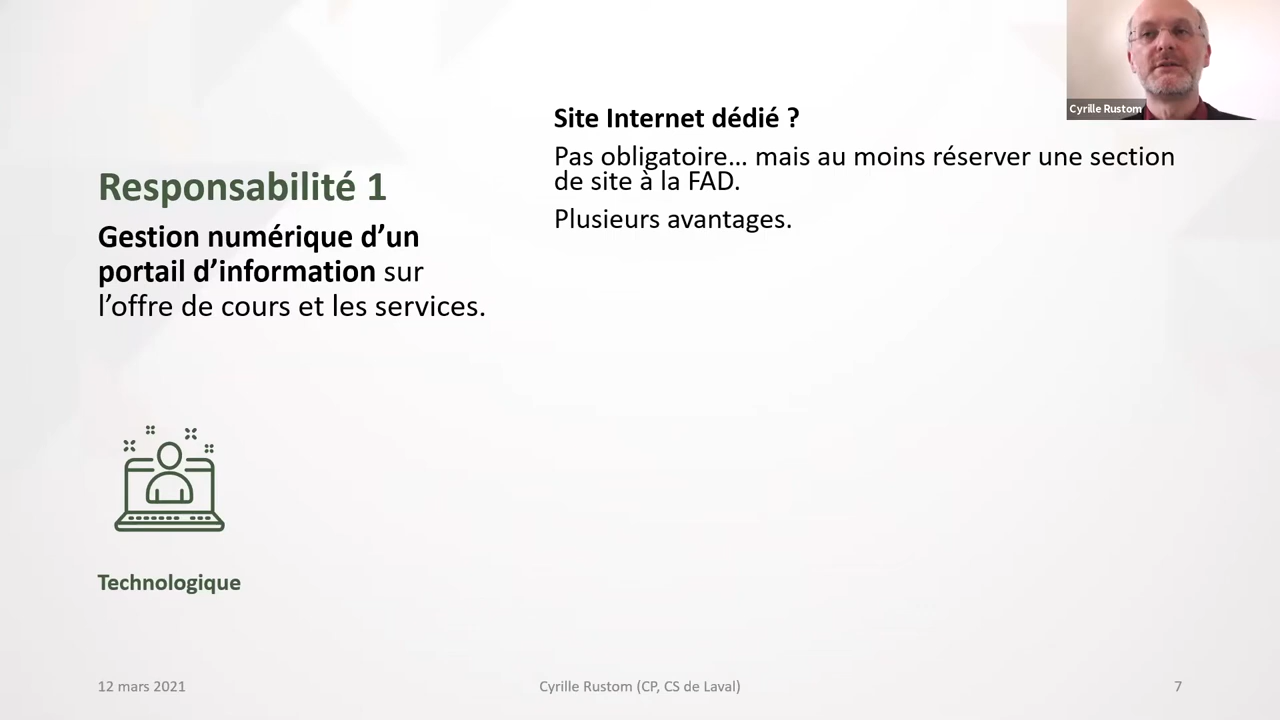 Cyrille Rustom
Site Internet dédié ?
Pas obligatoire… mais au moins réserver une section
de site à la FAD.
Plusieurs avantages.
Responsabilité 1
Gestion numérique d’un
portail d’information sur
l’offre de cours et les services.
Technologique
12 mars 2021
Cyrille Rustom (CP, CS de Laval)
7